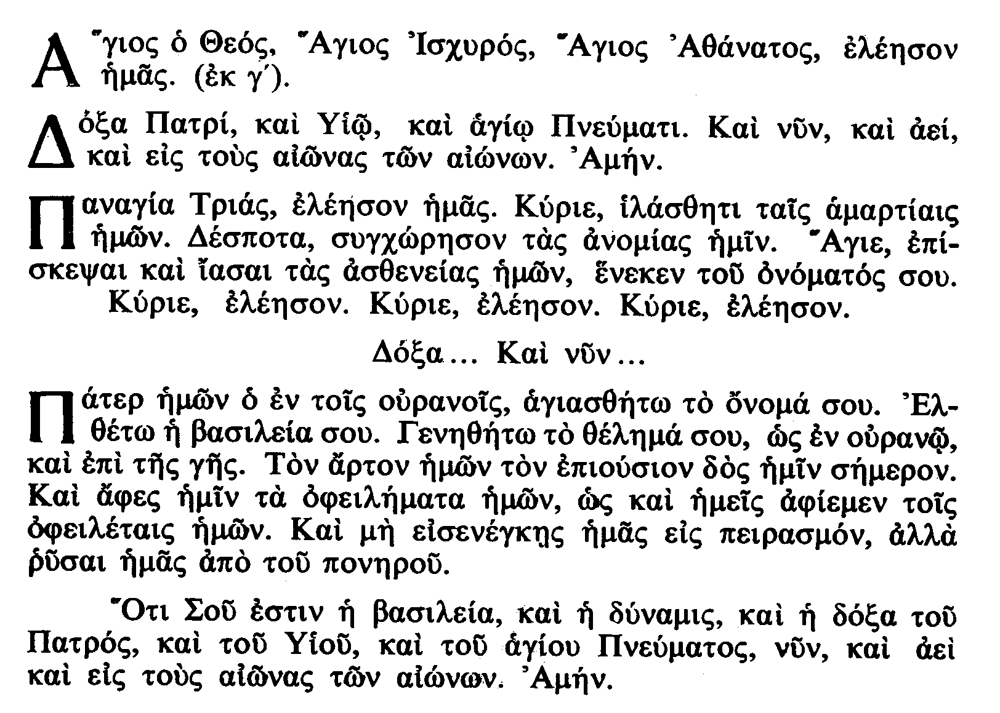 Ἅγιος ὁ Θεός, Ἅγιος Ἰσχυρός, Ἅγιος Ἀθάνατος, ἐλέησον
ἡμᾶς. (ἐκ γ΄).
Δόξα Πατρί, καὶ Υἱῷ, καὶ ἁγίῳ Πνεύματι. Καὶ νῦν, καὶ ἀεί,
καὶ εἰς τοὺς αἰῶνας τῶν αἰώνων. Ἀμήν.
Παναγία Τριάς, ἐλέησον ἡμᾶς. Κύριε, ἱλάσθητι ταῖς ἁμαρτίαις
ἡμῶν. Δέσποτα, συγχώρησον τὰς ἀνομίας ἡμῖν. Ἅγιε, ἐπί-
σκεψαι καὶ ἴασαι τὰς ἀσθενείας ἡμῶν, ἕνεκεν τοῦ ὀνόματός σου.
Κύριε, ἐλέησον. Κύριε, ἐλέησον. Κύριε, ἐλέησον.
Δόξα... Καὶ νῦν...
Πάτερ ἡμῶν ὁ ἐν τοῖς οὐρανοῖς, ἁγιασθήτω τὸ ὄνομά σου. Ἐλ-
θέτω ἡ βασιλεία σου. Γενηθήτω τὸ θέλημά σου, ὡς ἐν οὐρανῷ,
καὶ ἐπὶ τῆς γῆς. Τὸν ἄρτον ἡμῶν τὸν ἐπιούσιον δὸς ἡμῖν σήμερον.
Καὶ ἄφες ἡμῖν τὰ ὀφειλήματα ἡμῶν, ὡς καὶ ἡμεῖς ἀφίεμεν τοῖς
ὀφειλέταις ἡμῶν. Καὶ μὴ εἰσενέγκῃς ἡμᾶς εἰς πειρασμόν, ἀλλὰ
ῥῦσαι ἡμᾶς ἀπὸ τοῦ πονηροῦ.
Ὅτι Σοῦ ἐστιν ἡ βασιλεία, καὶ ἡ δύναμις, καὶ ἡ δόξα τοῦ
Πατρός, καὶ τοῦ Υἱοῦ, καὶ τοῦ ἁγίου Πνεύματος, νῦν, καὶ ἀεὶ
καὶ εἰς τοὺς αἰῶνας τῶν αἰώνων. Ἀμήν.